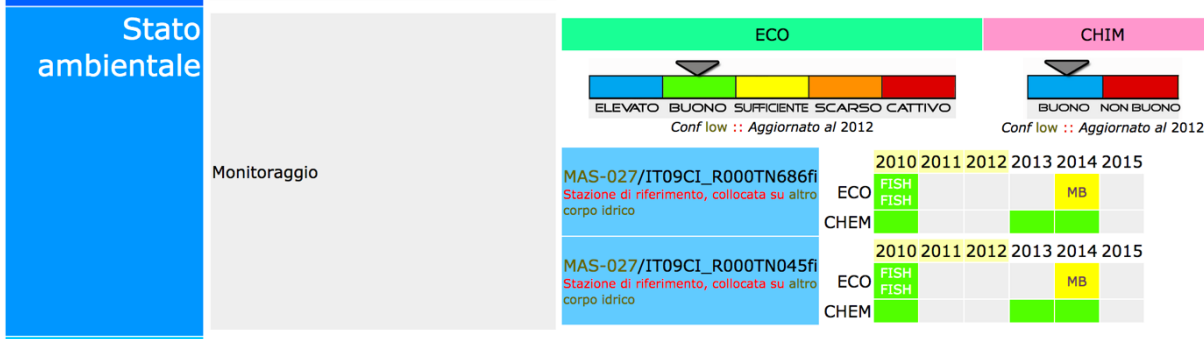 Stato
ambientale
Monitoraggio
ECO
CHIM
ELEVATO BUONO SUFFICIENTE SCARSO CATTIVO
BUONO NON BUONO
Conf low :: Aggiornato al 2012
Conf low :: Aggiornato al 2012
MAS-027/IT09CI_R000TN686fi
Stazione di riferimento, collocata su altro
corpo idrico
2010 2011 2012 2013 2014 2015
ECO FISH MB
FISH
CHEM
MAS-027/IT09CI_R000TN045fi
Stazione di riferimento, collocata su altro
corpo idrico
2010 2011 2012 2013 2014 2015
ECO FISH MB
FISH
CHEM